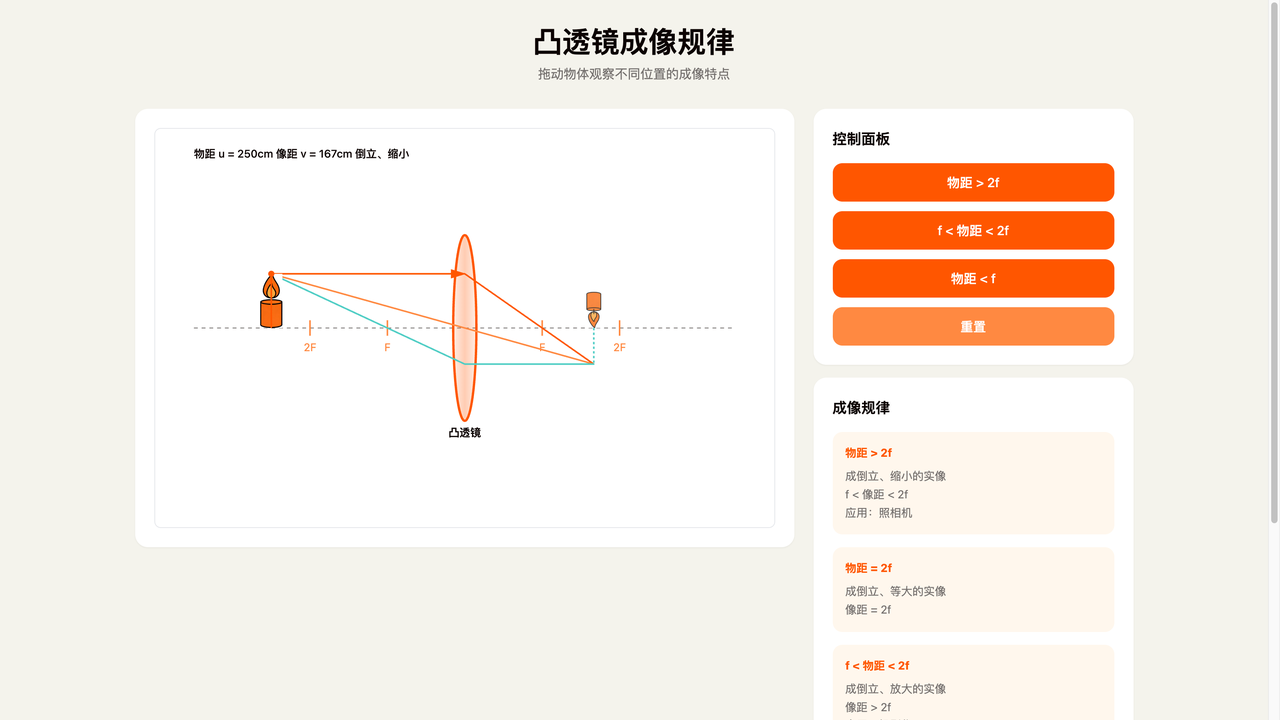 凸透镜成像规律
拖动物体观察不同位置的成像特点
物距 u = 250cm 像距 v = 167cm 倒立、缩小
2F
F
F
2F
凸透镜
控制面板
物距 > 2f
f < 物距 < 2f
物距 < f
重置
成像规律
物距 > 2f
成倒立、缩小的实像
f < 像距 < 2f
应用：照相机
物距 = 2f
成倒立、等大的实像
像距 = 2f
f < 物距 < 2f
成倒立、放大的实像
像距 > 2f